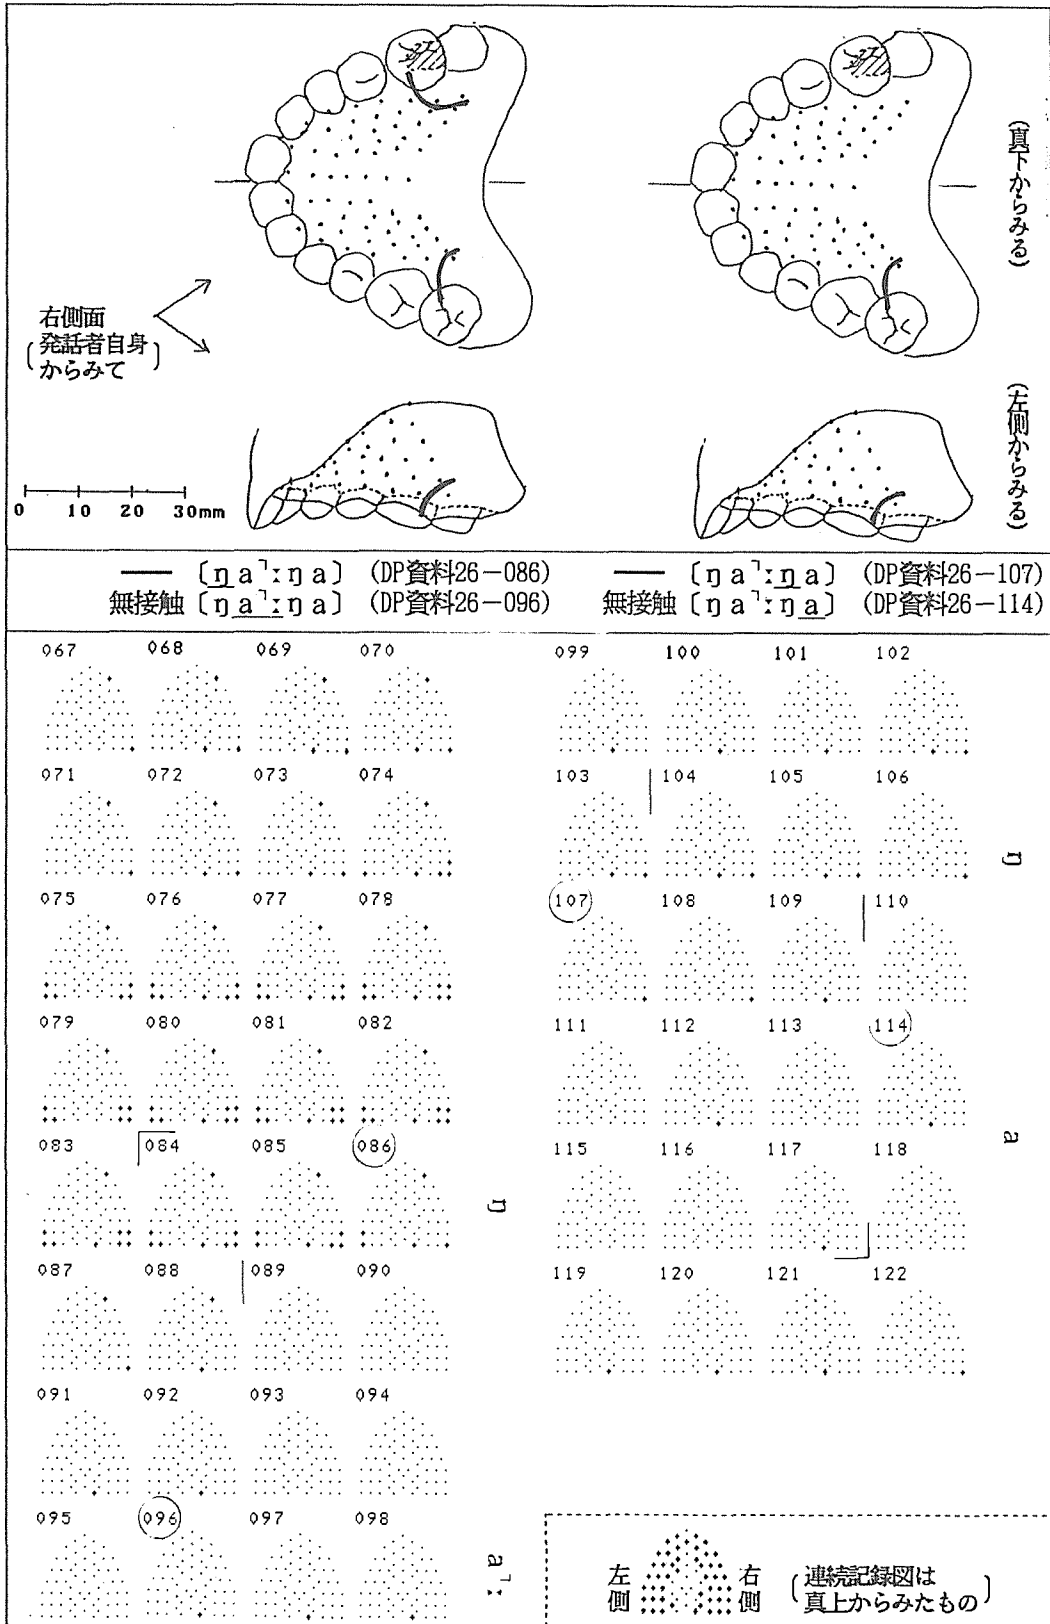 (真下からみる)
右側面
(発話者自身
からみて)
(左側からみる)
0 10 20 30mm
── 〔ŋa˥ːŋa〕 (DP資料26－086)
無接触 〔ŋa˥ːŋa〕 (DP資料26－096)
── 〔ŋa˥ːŋa〕 (DP資料26－107)
無接触 〔ŋa˥ːŋa〕 (DP資料26－114)
067 068 069 070
071 072 073 074
075 076 077 078
079 080 081 082
083 084 085 086
ŋ
087 088 089 090
091 092 093 094
095 096 097 098
a˥ː
099 100 101 102
103 104 105 106
ŋ
107 108 109 110
111 112 113 114
a
115 116 117 118
119 120 121 122
左側
右側
(連続記録図は
真上からみたもの)